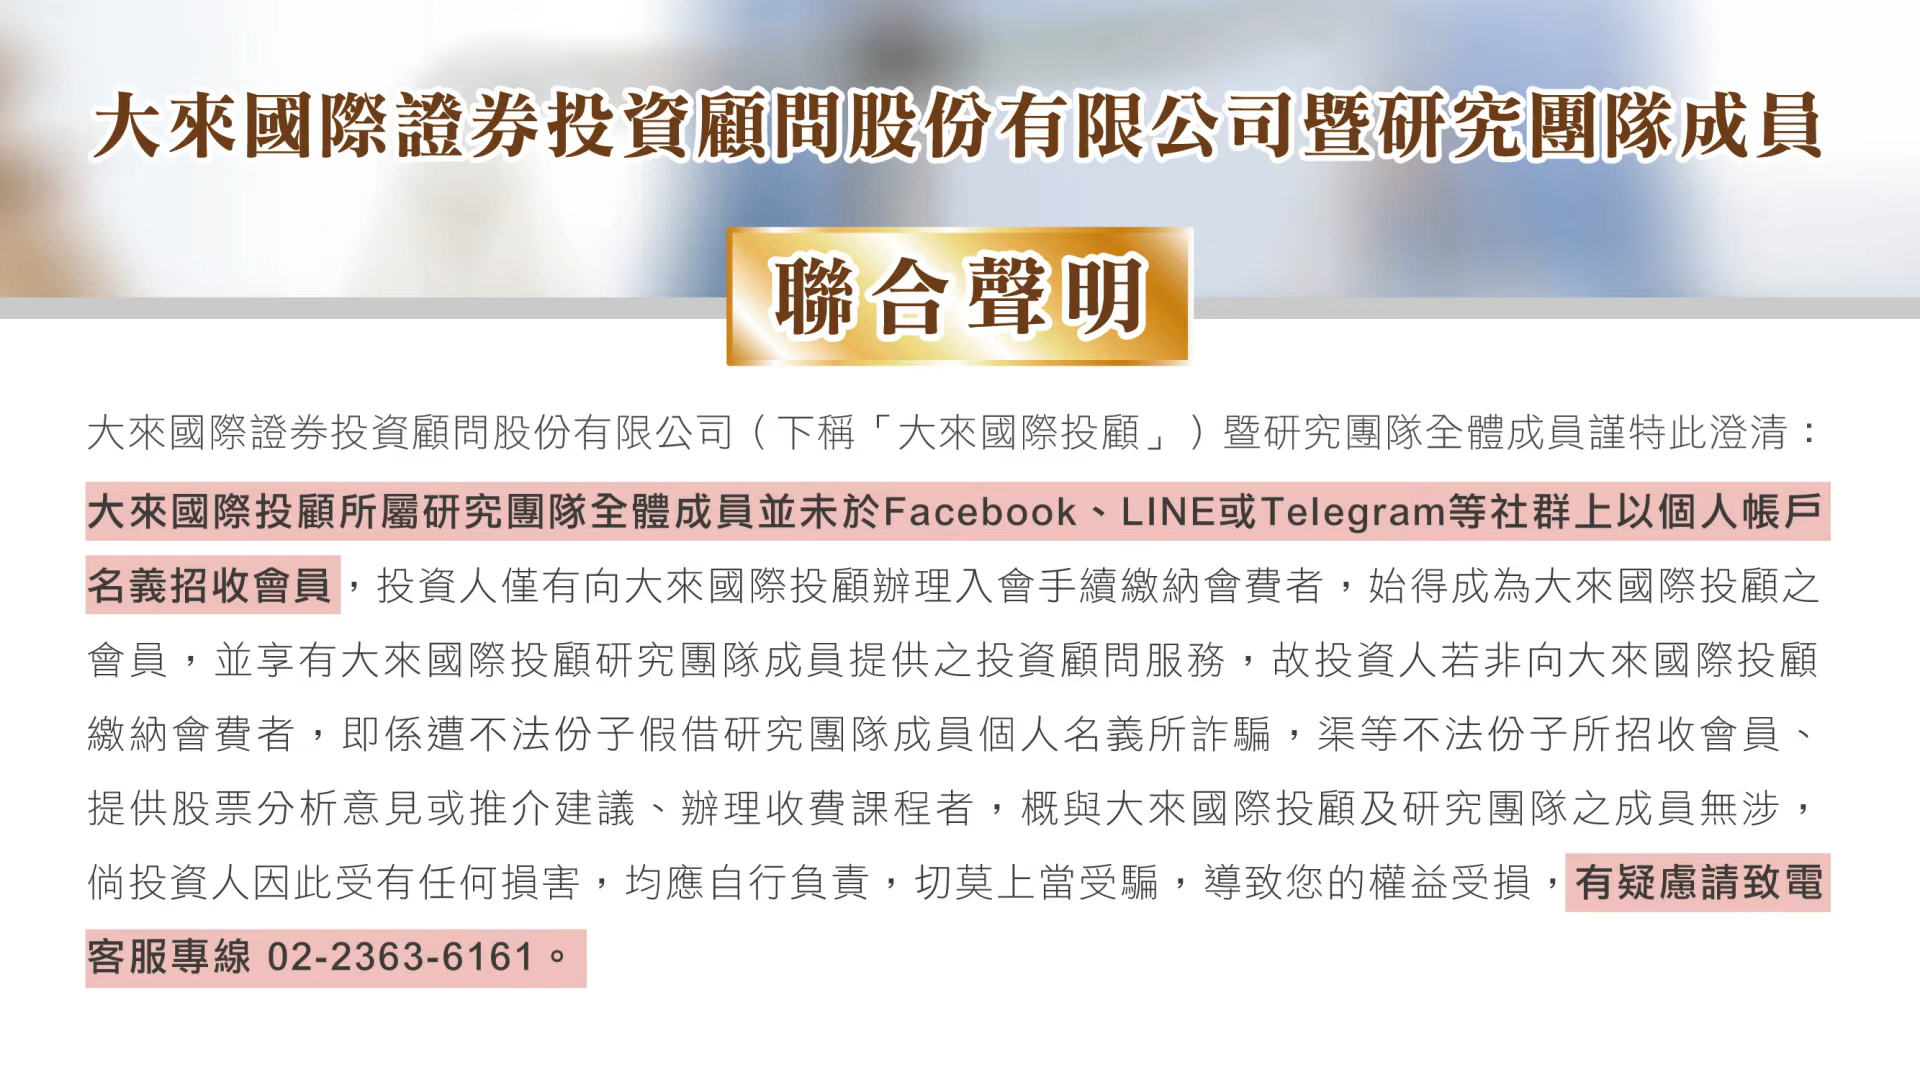 大來國際證券投資顧問股份有限公司暨研究團隊成員
聯合聲明
大來國際證券投資顧問股份有限公司（下稱「大來國際投顧」）暨研究團隊全體成員謹特此澄清：
大來國際投顧所屬研究團隊全體成員並未於Facebook、LINE或Telegram等社群上以個人帳戶
名義招收會員，投資人僅有向大來國際投顧辦理入會手續繳納會費者，始得成為大來國際投顧之
會員，並享有大來國際投顧研究團隊成員提供之投資顧問服務，故投資人若非向大來國際投顧
繳納會費者，即係遭不法份子假借研究團隊成員個人名義所詐騙，渠等不法份子所招收會員、
提供股票分析意見或推介建議、辦理收費課程者，概與大來國際投顧及研究團隊之成員無涉，
倘投資人因此受有任何損害，均應自行負責，切莫上當受騙，導致您的權益受損，有疑慮請致電
客服專線 02-2363-6161。